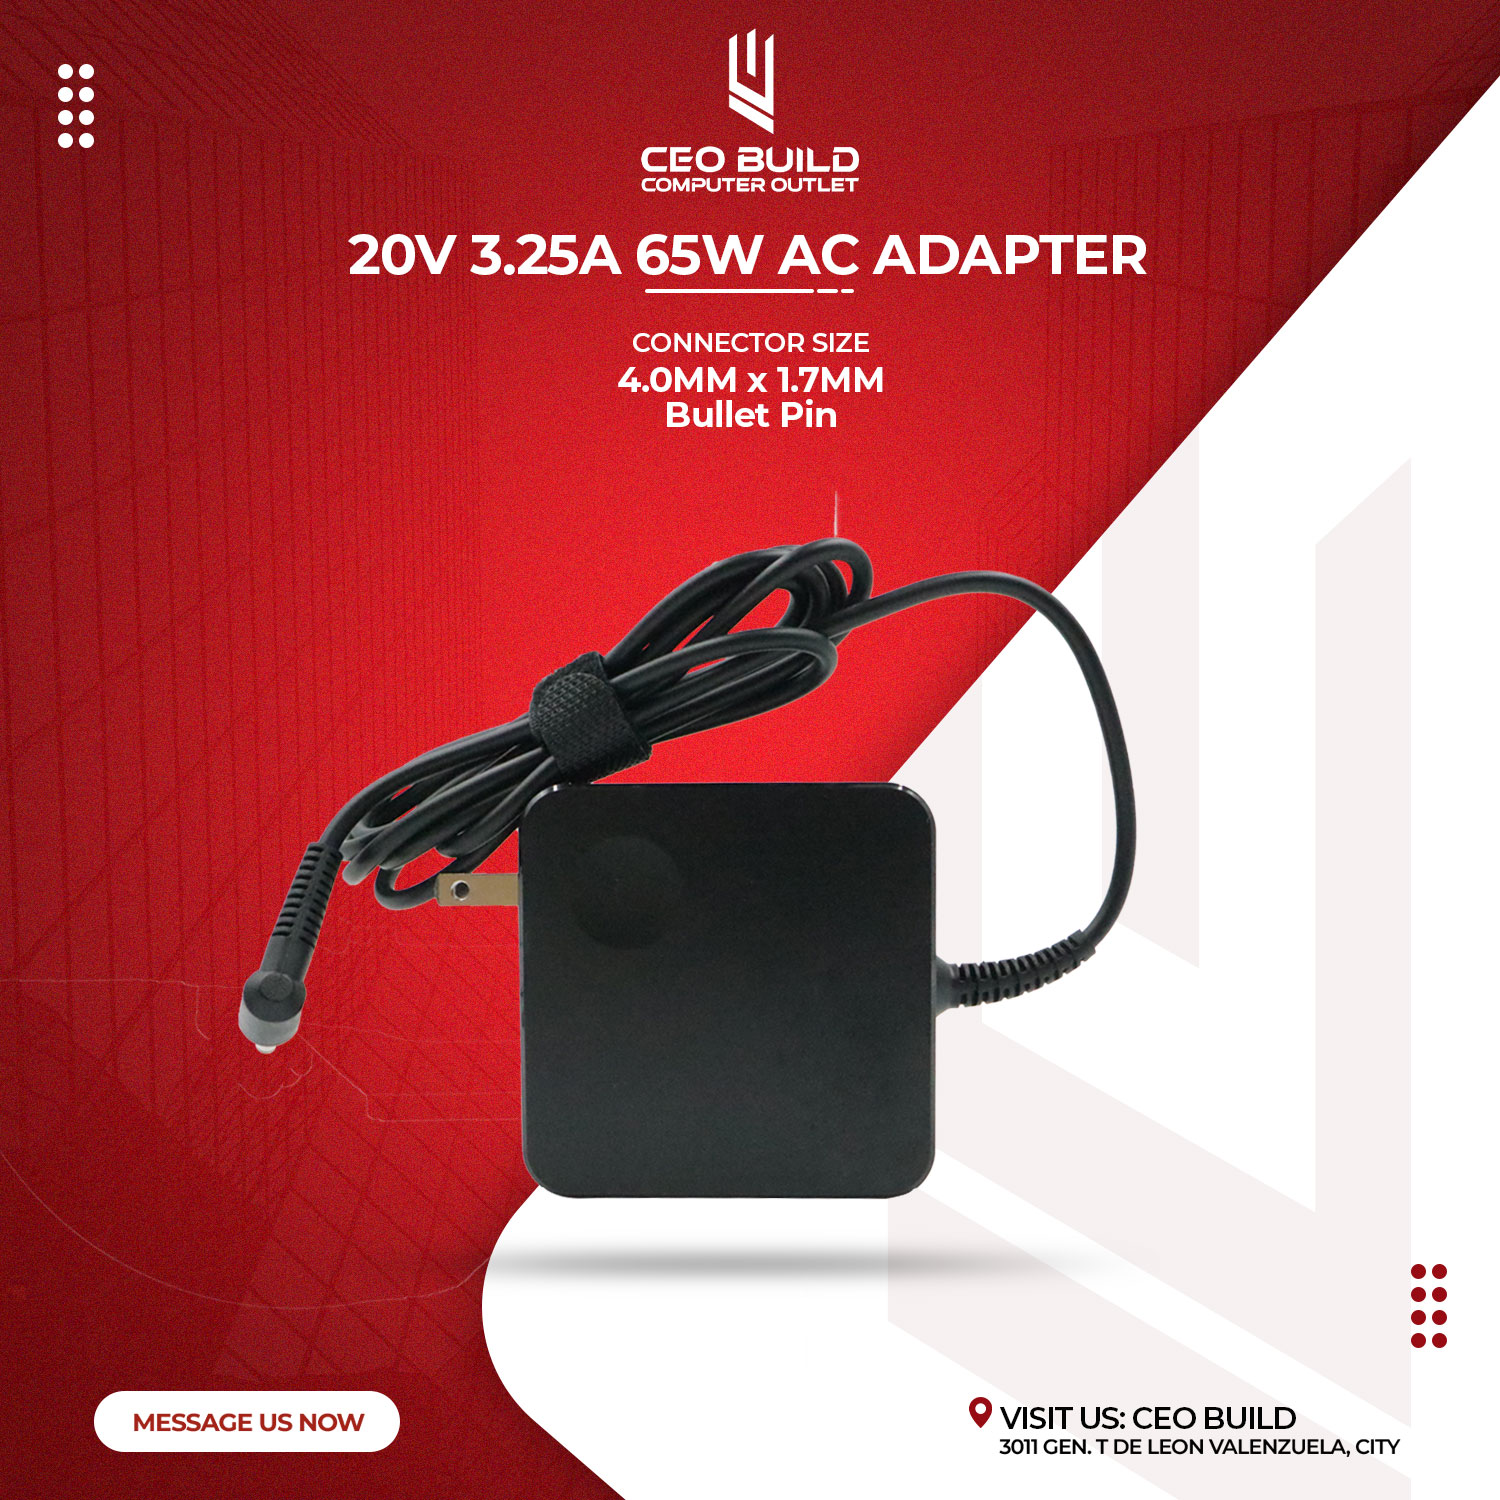 CEO BUILD
COMPUTER OUTLET
20V 3.25A 65W AC ADAPTER
CONNECTOR SIZE
4.0MM x 1.7MM
Bullet Pin
MESSAGE US NOW
VISIT US: CEO BUILD
3011 GEN. T DE LEON VALENZUELA, CITY